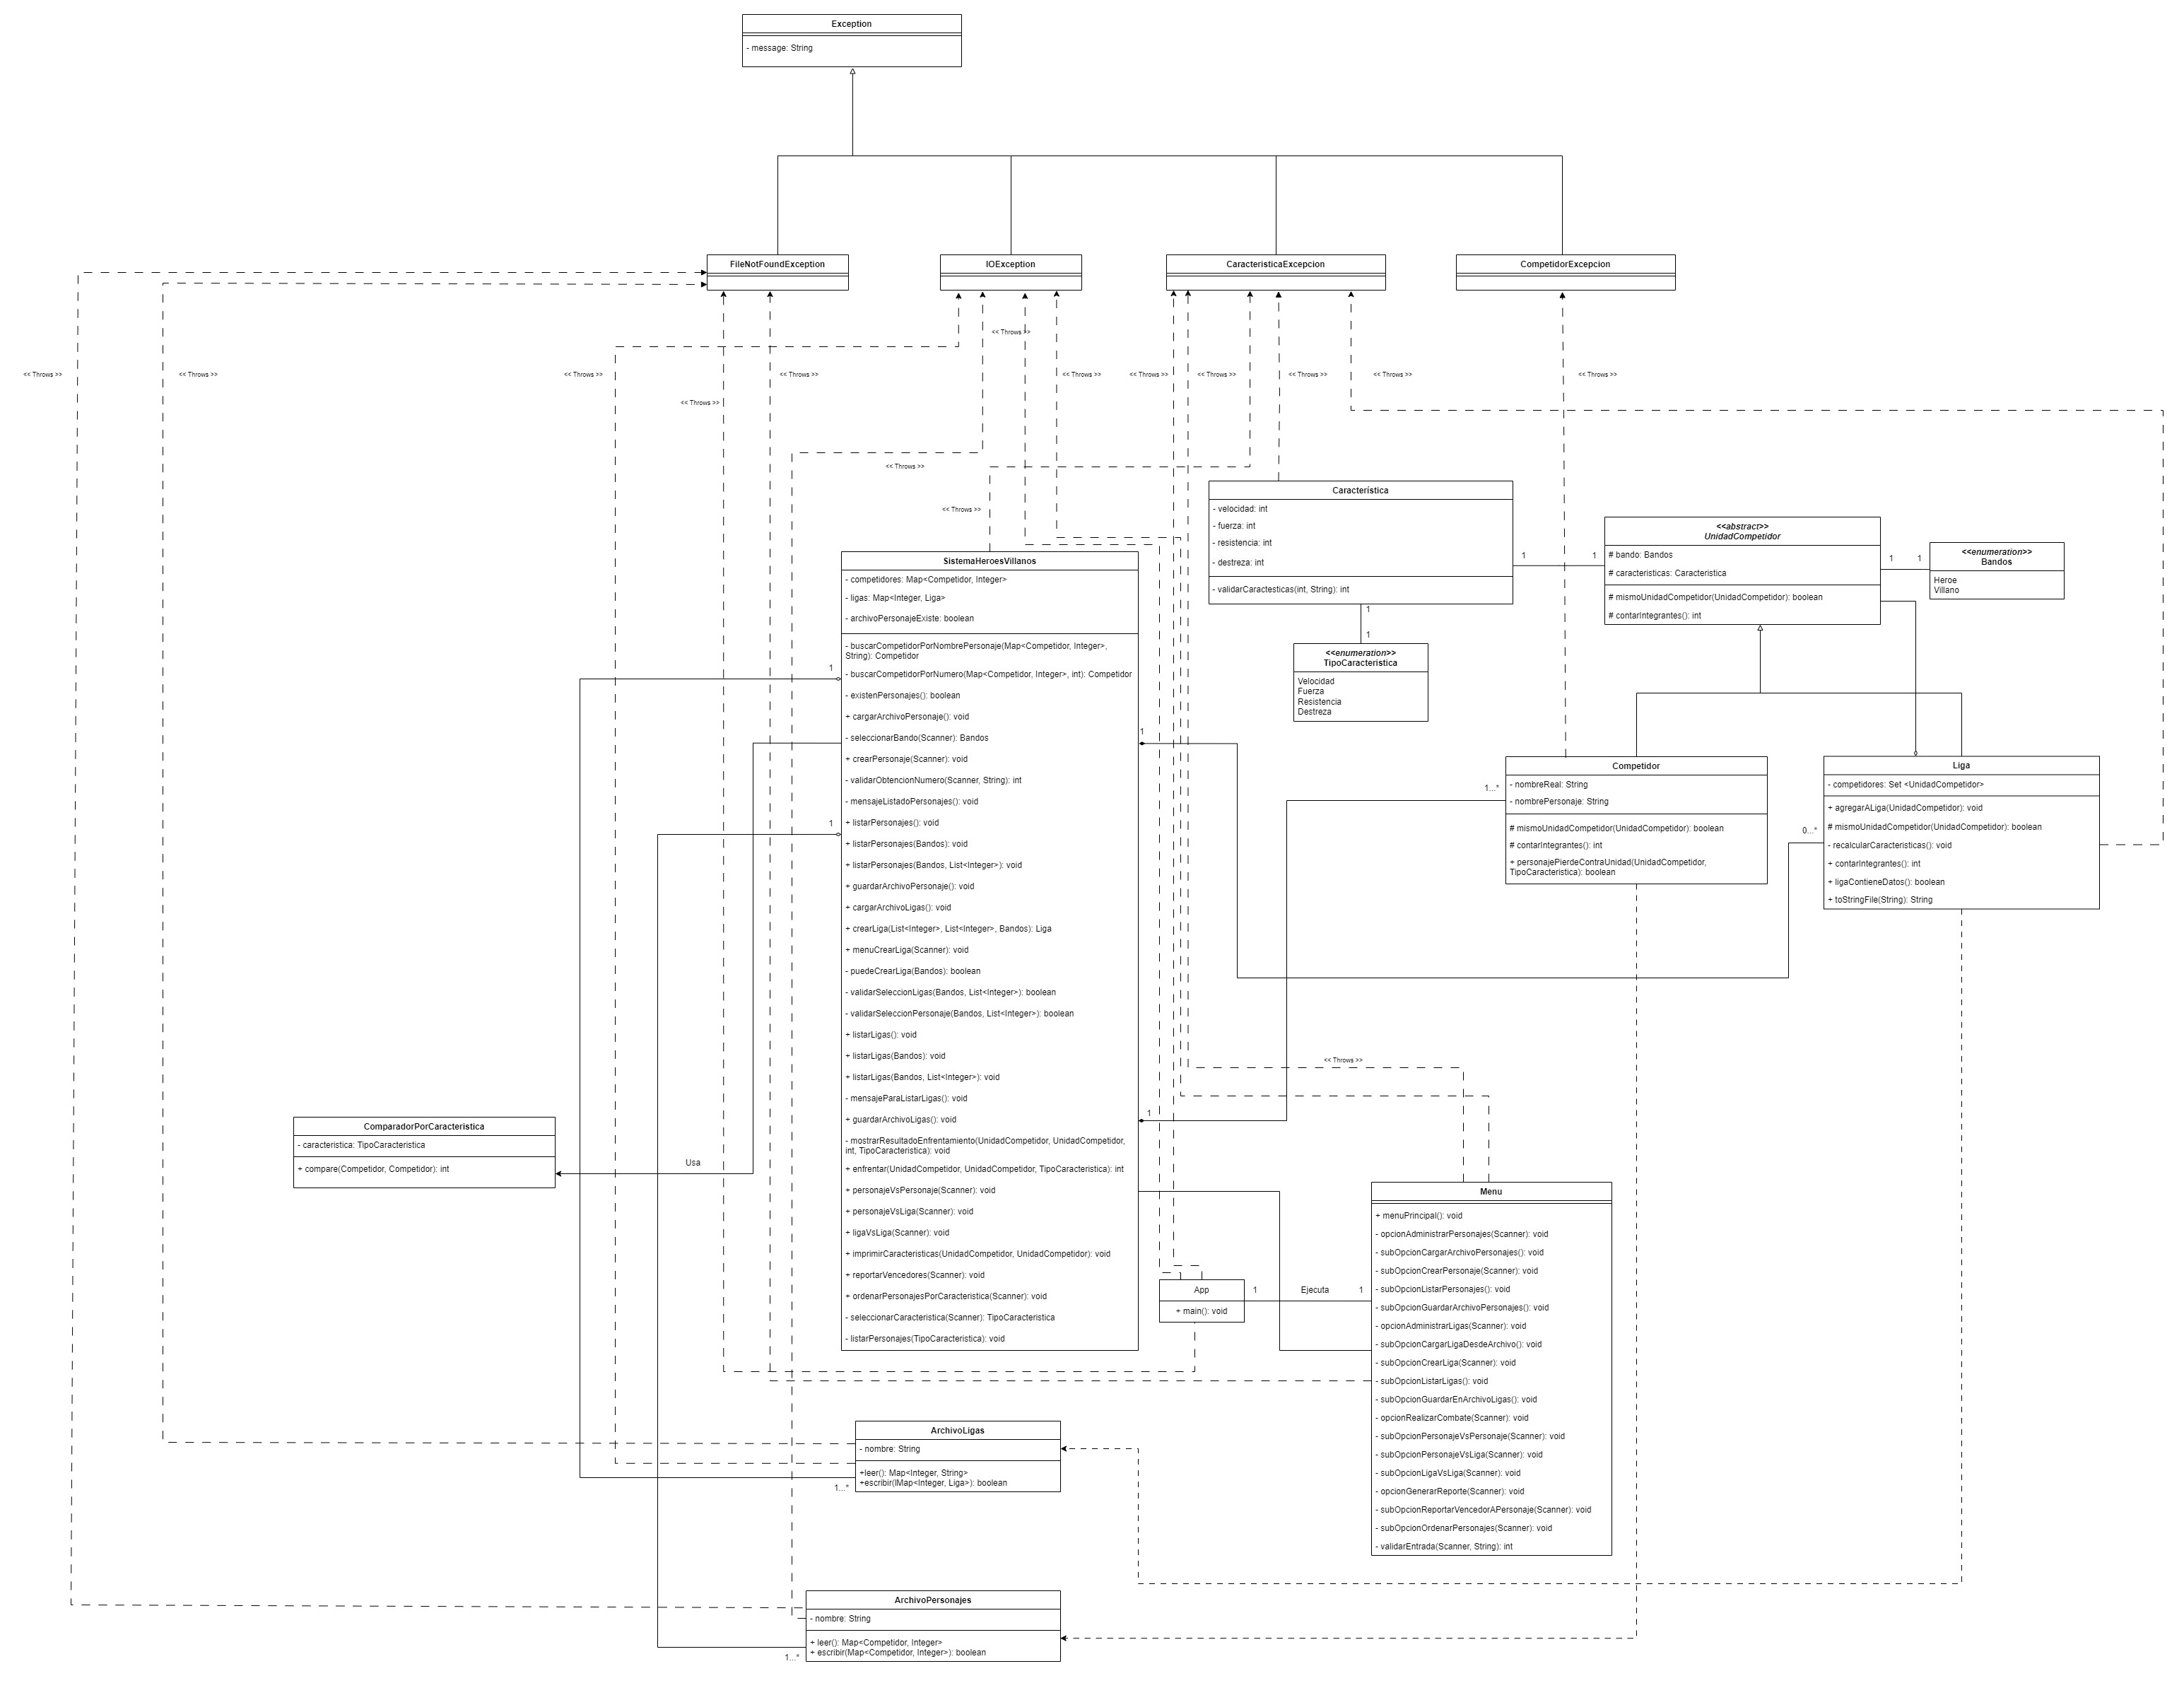 Exception
- message: String
FileNotFoundException
IOException
CaracteristicaExcepcion
CompetidorExcepcion
<< Throws >>
<< Throws >>
<< Throws >>
<< Throws >>
<< Throws >>
<< Throws >>
<< Throws >>
<< Throws >>
<< Throws >>
<< Throws >>
<< Throws >>
<< Throws >>
<< Throws >>
<< Throws >>
Característica
- velocidad: int
- fuerza: int
- resistencia: int
- destreza: int
- validarCaractesticas(int, String): int
1
1
<<abstract>>
UnidadCompetidor
# bando: Bandos
# caracteristicas: Caracteristica
# mismoUnidadCompetidor(UnidadCompetidor): boolean
# contarIntegrantes(): int
1
1
<<enumeration>>
Bandos
Heroe
Villano
1
1
<<enumeration>>
TipoCaracteristica
Velocidad
Fuerza
Resistencia
Destreza
SistemaHeroesVillanos
- competidores: Map<Competidor, Integer>
- ligas: Map<Integer, Liga>
- archivoPersonajeExiste: boolean
- buscarCompetidorPorNombrePersonaje(Map<Competidor, Integer>,
String): Competidor
- buscarCompetidorPorNumero(Map<Competidor, Integer>, int): Competidor
- existenPersonajes(): boolean
+ cargarArchivoPersonaje(): void
- seleccionarBando(Scanner): Bandos
+ crearPersonaje(Scanner): void
- validarObtencionNumero(Scanner, String): int
- mensajeListadoPersonajes(): void
+ listarPersonajes(): void
+ listarPersonajes(Bandos): void
+ listarPersonajes(Bandos, List<Integer>): void
+ guardarArchivoPersonaje(): void
+ cargarArchivoLigas(): void
+ crearLiga(List<Integer>, List<Integer>, Bandos): Liga
+ menuCrearLiga(Scanner): void
- puedeCrearLiga(Bandos): boolean
- validarSeleccionLigas(Bandos, List<Integer>): boolean
- validarSeleccionPersonaje(Bandos, List<Integer>): boolean
+ listarLigas(): void
+ listarLigas(Bandos): void
+ listarLigas(Bandos, List<Integer>): void
- mensajeParaListarLigas(): void
+ guardarArchivoLigas(): void
- mostrarResultadoEnfrentamiento(UnidadCompetidor, UnidadCompetidor,
int, TipoCaracteristica): void
+ enfrentar(UnidadCompetidor, UnidadCompetidor, TipoCaracteristica): int
+ personajeVsPersonaje(Scanner): void
+ personajeVsLiga(Scanner): void
+ ligaVsLiga(Scanner): void
+ imprimirCaracteristicas(UnidadCompetidor, UnidadCompetidor): void
+ reportarVencedores(Scanner): void
+ ordenarPersonajesPorCaracteristica(Scanner): void
- seleccionarCaracteristica(Scanner): TipoCaracteristica
- listarPersonajes(TipoCaracteristica): void
1
1
1
1
Competidor
- nombreReal: String
- nombrePersonaje: String
# mismoUnidadCompetidor(UnidadCompetidor): boolean
# contarIntegrantes(): int
+ personajePierdeContraUnidad(UnidadCompetidor,
TipoCaracteristica): boolean
1...*
Liga
- competidores: Set <UnidadCompetidor>
+ agregarALiga(UnidadCompetidor): void
# mismoUnidadCompetidor(UnidadCompetidor): boolean
- recalcularCaracteristicas(): void
+ contarIntegrantes(): int
+ ligaContieneDatos(): boolean
+ toStringFile(String): String
0...*
ComparadorPorCaracteristica
- caracteristica: TipoCaracteristica
+ compare(Competidor, Competidor): int
Usa
Menu
+ menuPrincipal(): void
- opcionAdministrarPersonajes(Scanner): void
- subOpcionCargarArchivoPersonajes(): void
- subOpcionCrearPersonaje(Scanner): void
- subOpcionListarPersonajes(): void
- subOpcionGuardarArchivoPersonajes(): void
- opcionAdministrarLigas(Scanner): void
- subOpcionCargarLigaDesdeArchivo(): void
- subOpcionCrearLiga(Scanner): void
- subOpcionListarLigas(): void
- subOpcionGuardarEnArchivoLigas(): void
- opcionRealizarCombate(Scanner): void
- subOpcionPersonajeVsPersonaje(Scanner): void
- subOpcionPersonajeVsLiga(Scanner): void
- subOpcionLigaVsLiga(Scanner): void
- opcionGenerarReporte(Scanner): void
- subOpcionReportarVencedorAPersonaje(Scanner): void
- subOpcionOrdenarPersonajes(Scanner): void
- validarEntrada(Scanner, String): int
App
+ main(): void
1
Ejecuta
1
ArchivoLigas
- nombre: String
+leer(): Map<Integer, String>
+escribir(IMap<Integer, Liga>): boolean
1...*
ArchivoPersonajes
- nombre: String
+ leer(): Map<Competidor, Integer>
+ escribir(Map<Competidor, Integer>): boolean
1...*